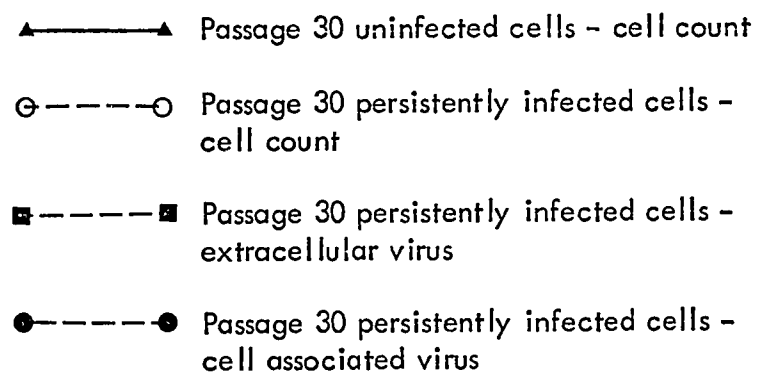 Passage 30 uninfected cells - cell count
Passage 30 persistently infected cells -
cell count
Passage 30 persistently infected cells -
extracellular virus
Passage 30 persistently infected cells -
cell associated virus